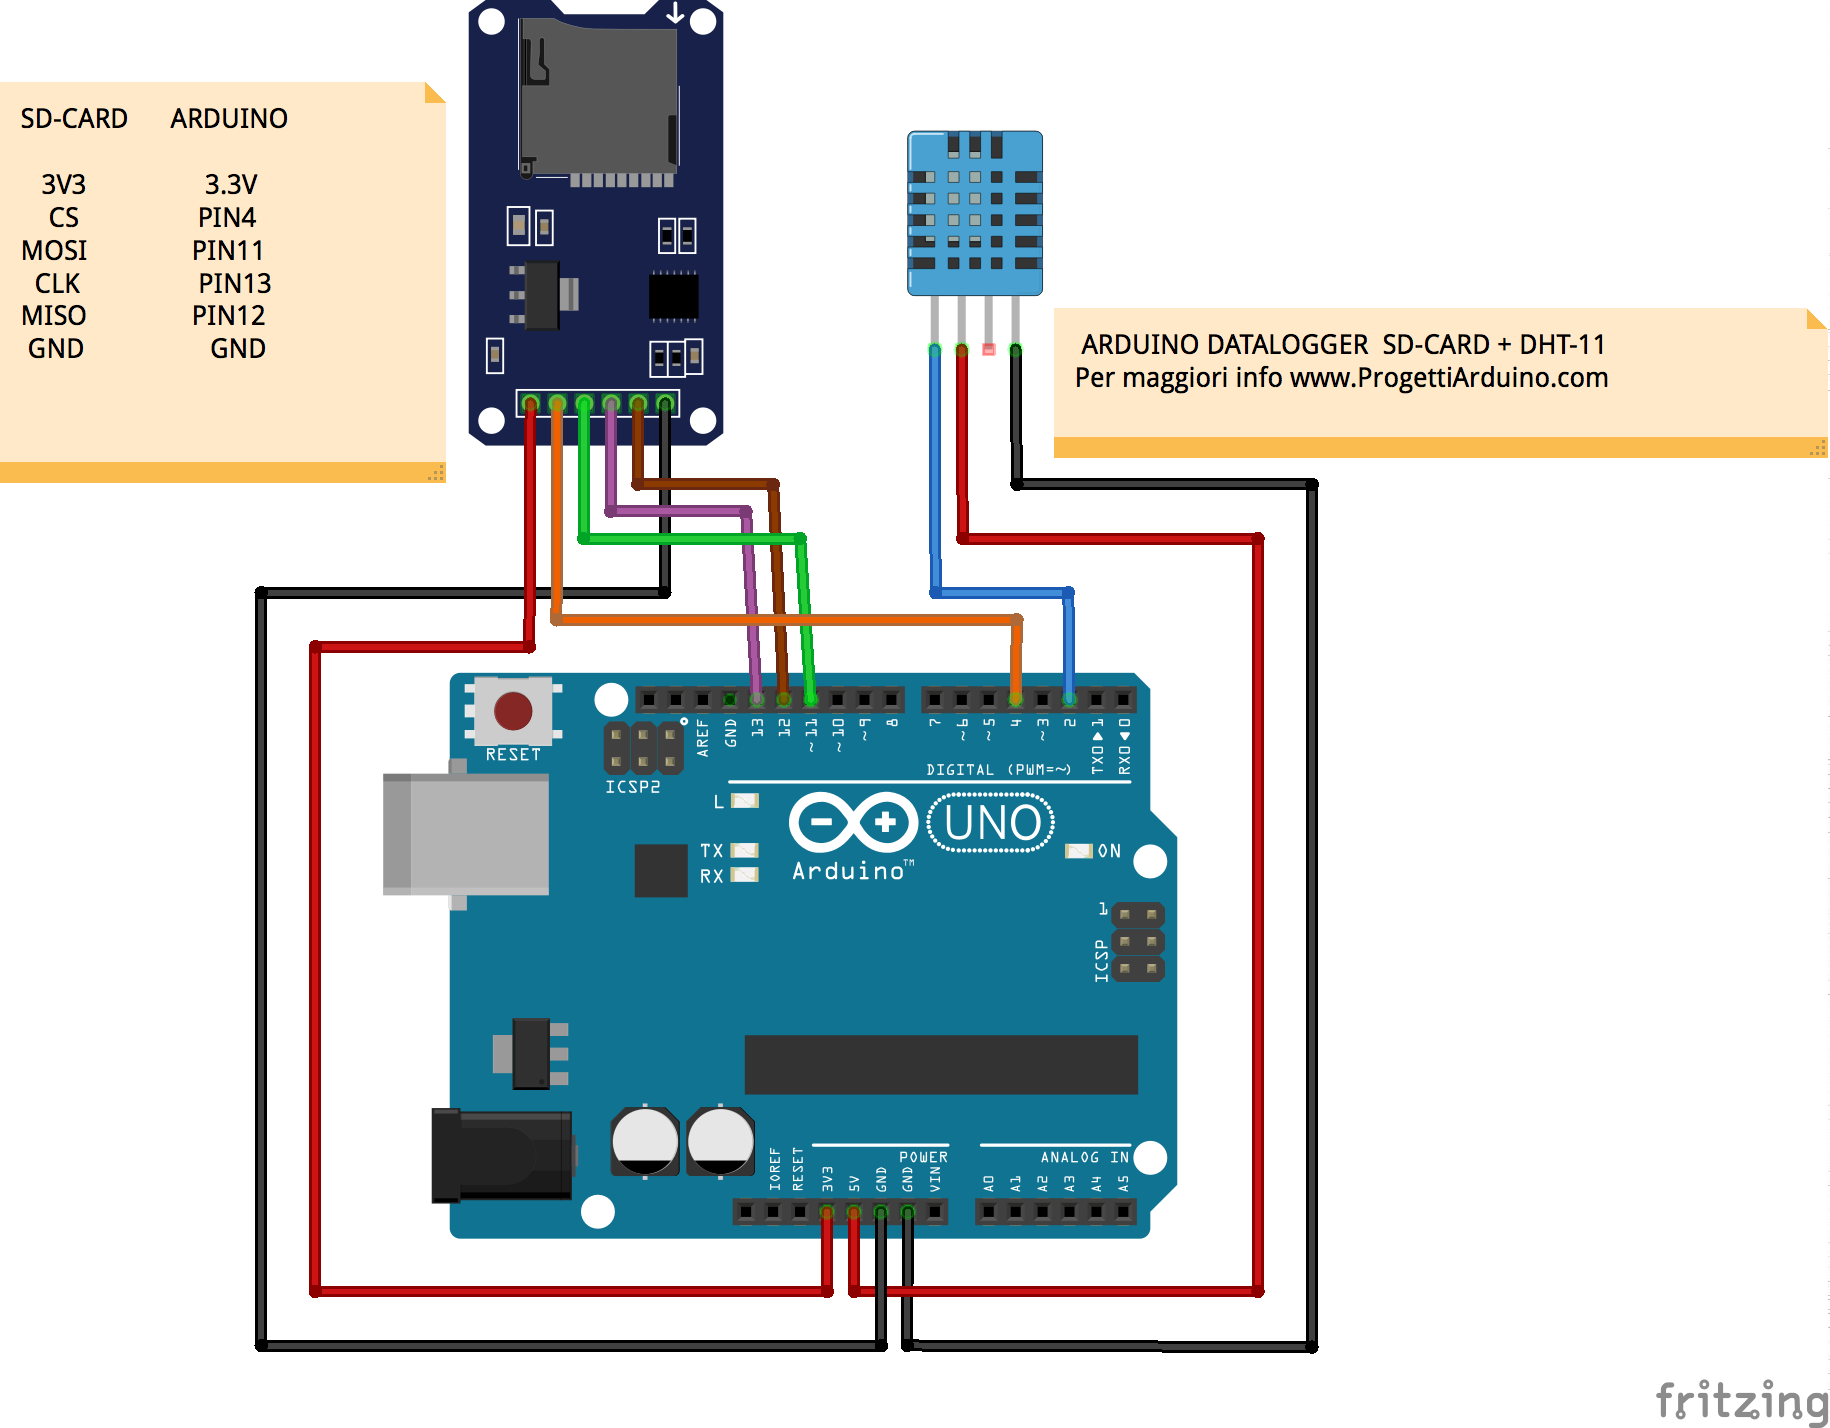 SD-CARD ARDUINO
3V3 3.3V
CS PIN4
MOSI PIN11
CLK PIN13
MISO PIN12
GND GND
ARDUINO DATALOGGER SD-CARD + DHT-11
Per maggiori info www.ProgettiArduino.com
RESET
ICSP2
AREF
GND
13
12
~11
~10
~9
8
7
~6
~5
4
~3
2
TX0▶1
RX0◀0
DIGITAL (PWM=~)
L
TX
RX
Arduino™
UNO
ON
1
ICSP
IOREF
RESET
3V3
5V
GND
GND
VIN
POWER
ANALOG IN
A0
A1
A2
A3
A4
A5
fritzing